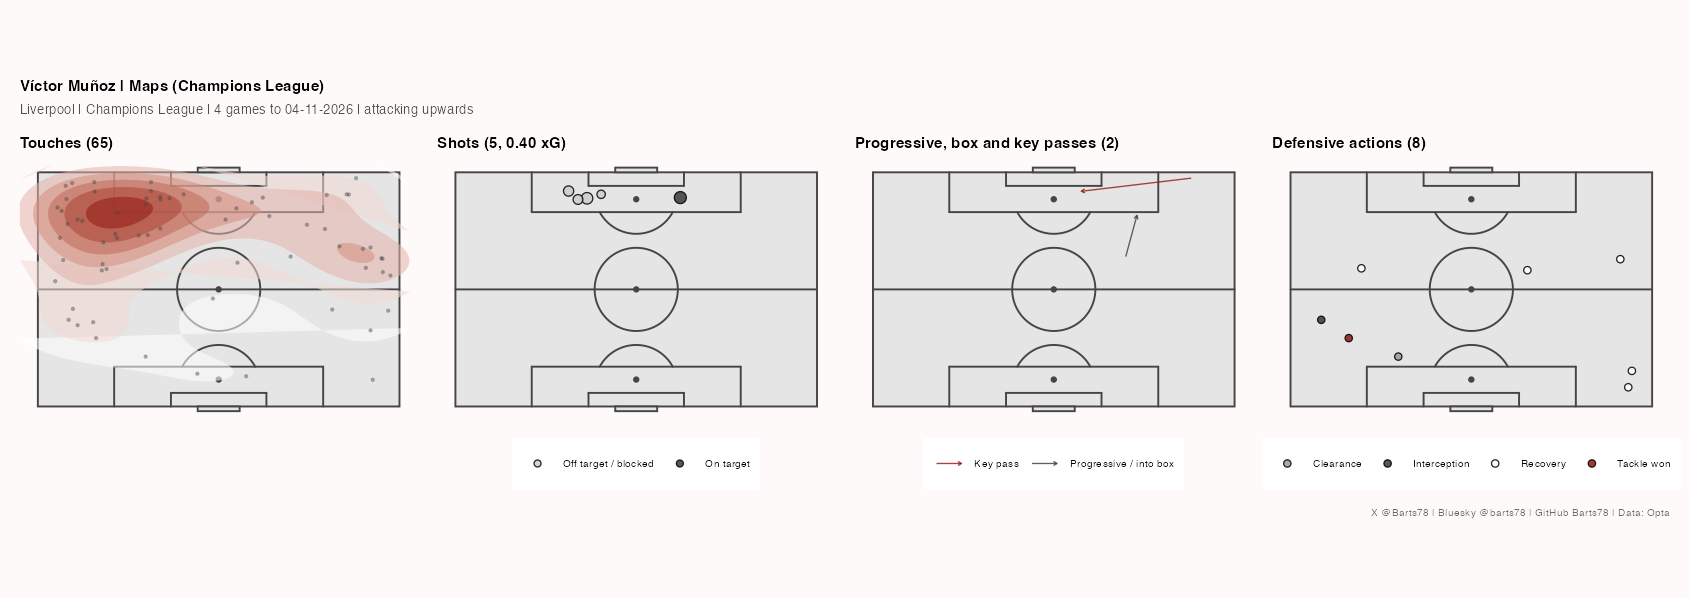 Víctor Muñoz | Maps (Champions League)
Liverpool | Champions League | 4 games to 04-11-2026 | attacking upwards
Touches (65)
Shots (5, 0.40 xG)
Progressive, box and key passes (2)
Defensive actions (8)
Off target / blocked
On target
Key pass
Progressive / into box
Clearance
Interception
Recovery
Tackle won
X @Barts78 | Bluesky @barts78 | GitHub Barts78 | Data: Opta